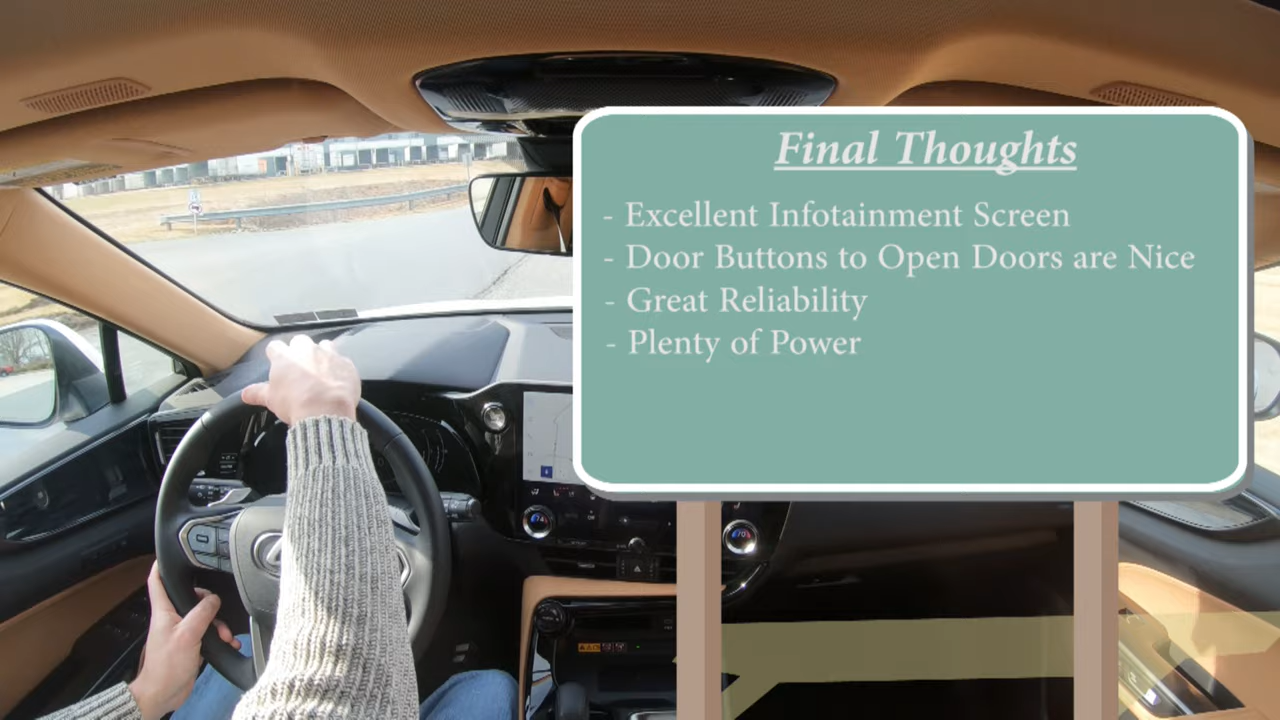 Final Thoughts
- Excellent Infotainment Screen
- Door Buttons to Open Doors are Nice
- Great Reliability
- Plenty of Power